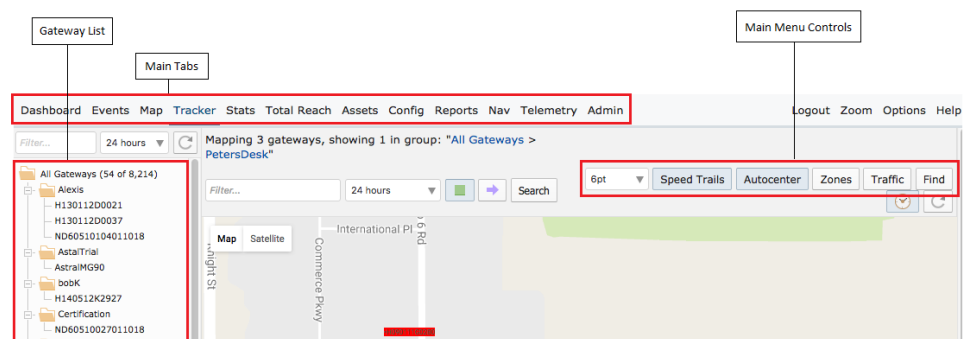 Gateway List
Main Menu Controls
Main Tabs
Dashboard Events Map Tracker Stats Total Reach Assets Config Reports Nav Telemetry Admin
Logout Zoom Options Help
Filter... 24 hours
Mapping 3 gateways, showing 1 in group: "All Gateways >
PetersDesk"
All Gateways (54 of 8,214)
Alexis
H130112D0021
H130112D0037
ND60510104011018
AstalTrial
AstralMG90
bobK
H140512K2927
Certification
ND60510027011018
Filter... 24 hours Search
6pt Speed Trails Autocenter Zones Traffic Find
Map Satellite
International Pl
6 Rd
Knight St
Commerce Pkwy